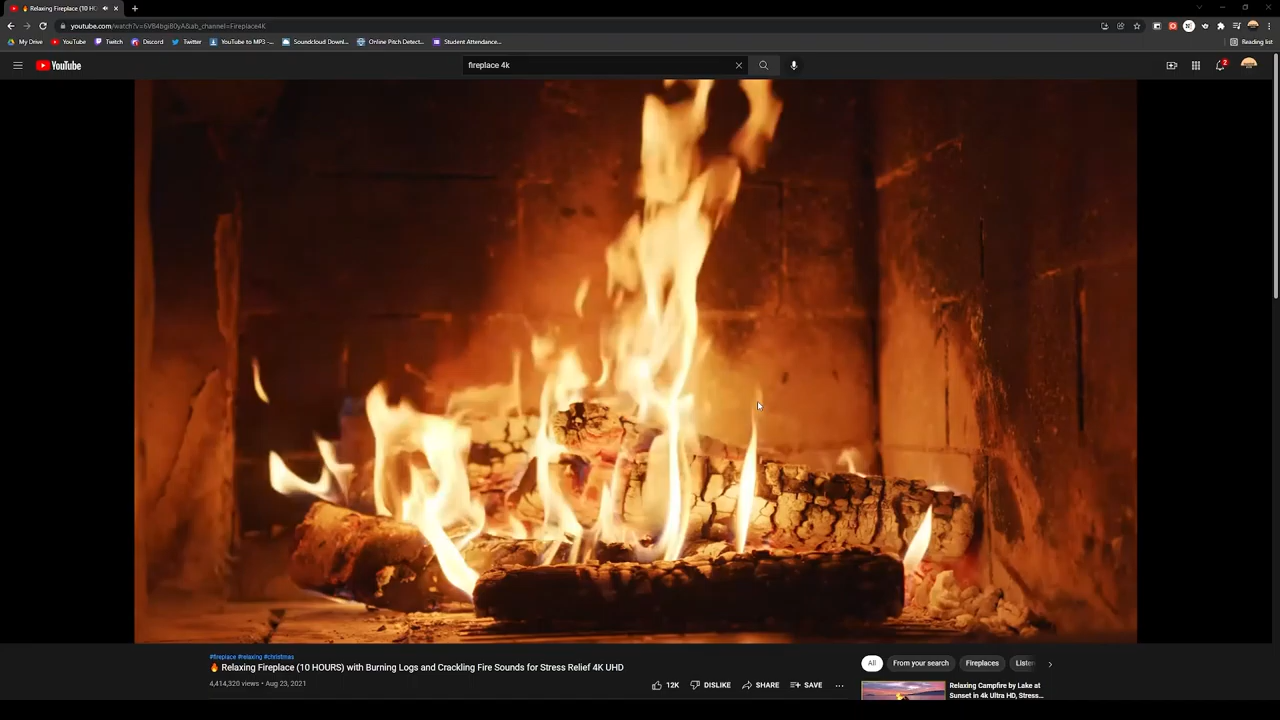 Relaxing Fireplace (10 H
youtube.com/watch?v=6VB4bgiB0yA&ab_channel=Fireplace4K
My Drive
YouTube
Twitch
Discord
Twitter
YouTube to MP3 -...
Soundcloud Downl...
Online Pitch Detect...
Student Attendance...
Reading list
YouTube
fireplace 4k
2
#fireplace #relaxing #christmas
🔥 Relaxing Fireplace (10 HOURS) with Burning Logs and Crackling Fire Sounds for Stress Relief 4K UHD
4,414,320 views • Aug 23, 2021
12K
DISLIKE
SHARE
SAVE
All
From your search
Fireplaces
Listen
Relaxing Campfire by Lake at
Sunset in 4k Ultra HD, Stress...